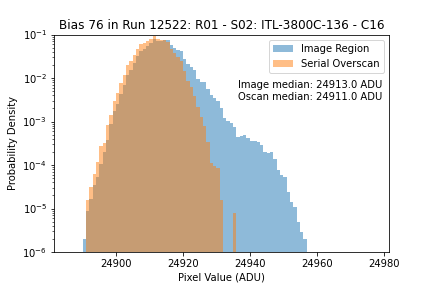 Bias 76 in Run 12522: R01 - S02: ITL-3800C-136 - C16
Image Region
Serial Overscan
Image median: 24913.0 ADU
Oscan median: 24911.0 ADU
Probability Density
10⁻¹
10⁻²
10⁻³
10⁻⁴
10⁻⁵
10⁻⁶
24900 24920 24940 24960 24980
Pixel Value (ADU)